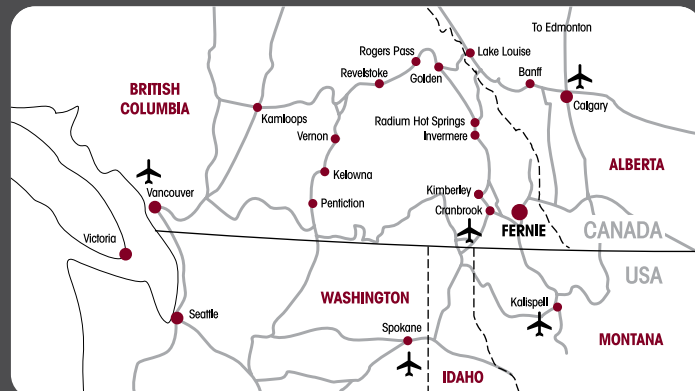 To Edmonton
Rogers Pass
Lake Louise
Revelstoke
Golden
Banff
BRITISH
COLUMBIA
Calgary
Kamloops
Radium Hot Springs
Vernon
Invermere
ALBERTA
Kelowna
Vancouver
Kimberley
Pentiction
Cranbrook
FERNIE
CANADA
Victoria
USA
WASHINGTON
Kalispell
Seattle
Spokane
MONTANA
IDAHO